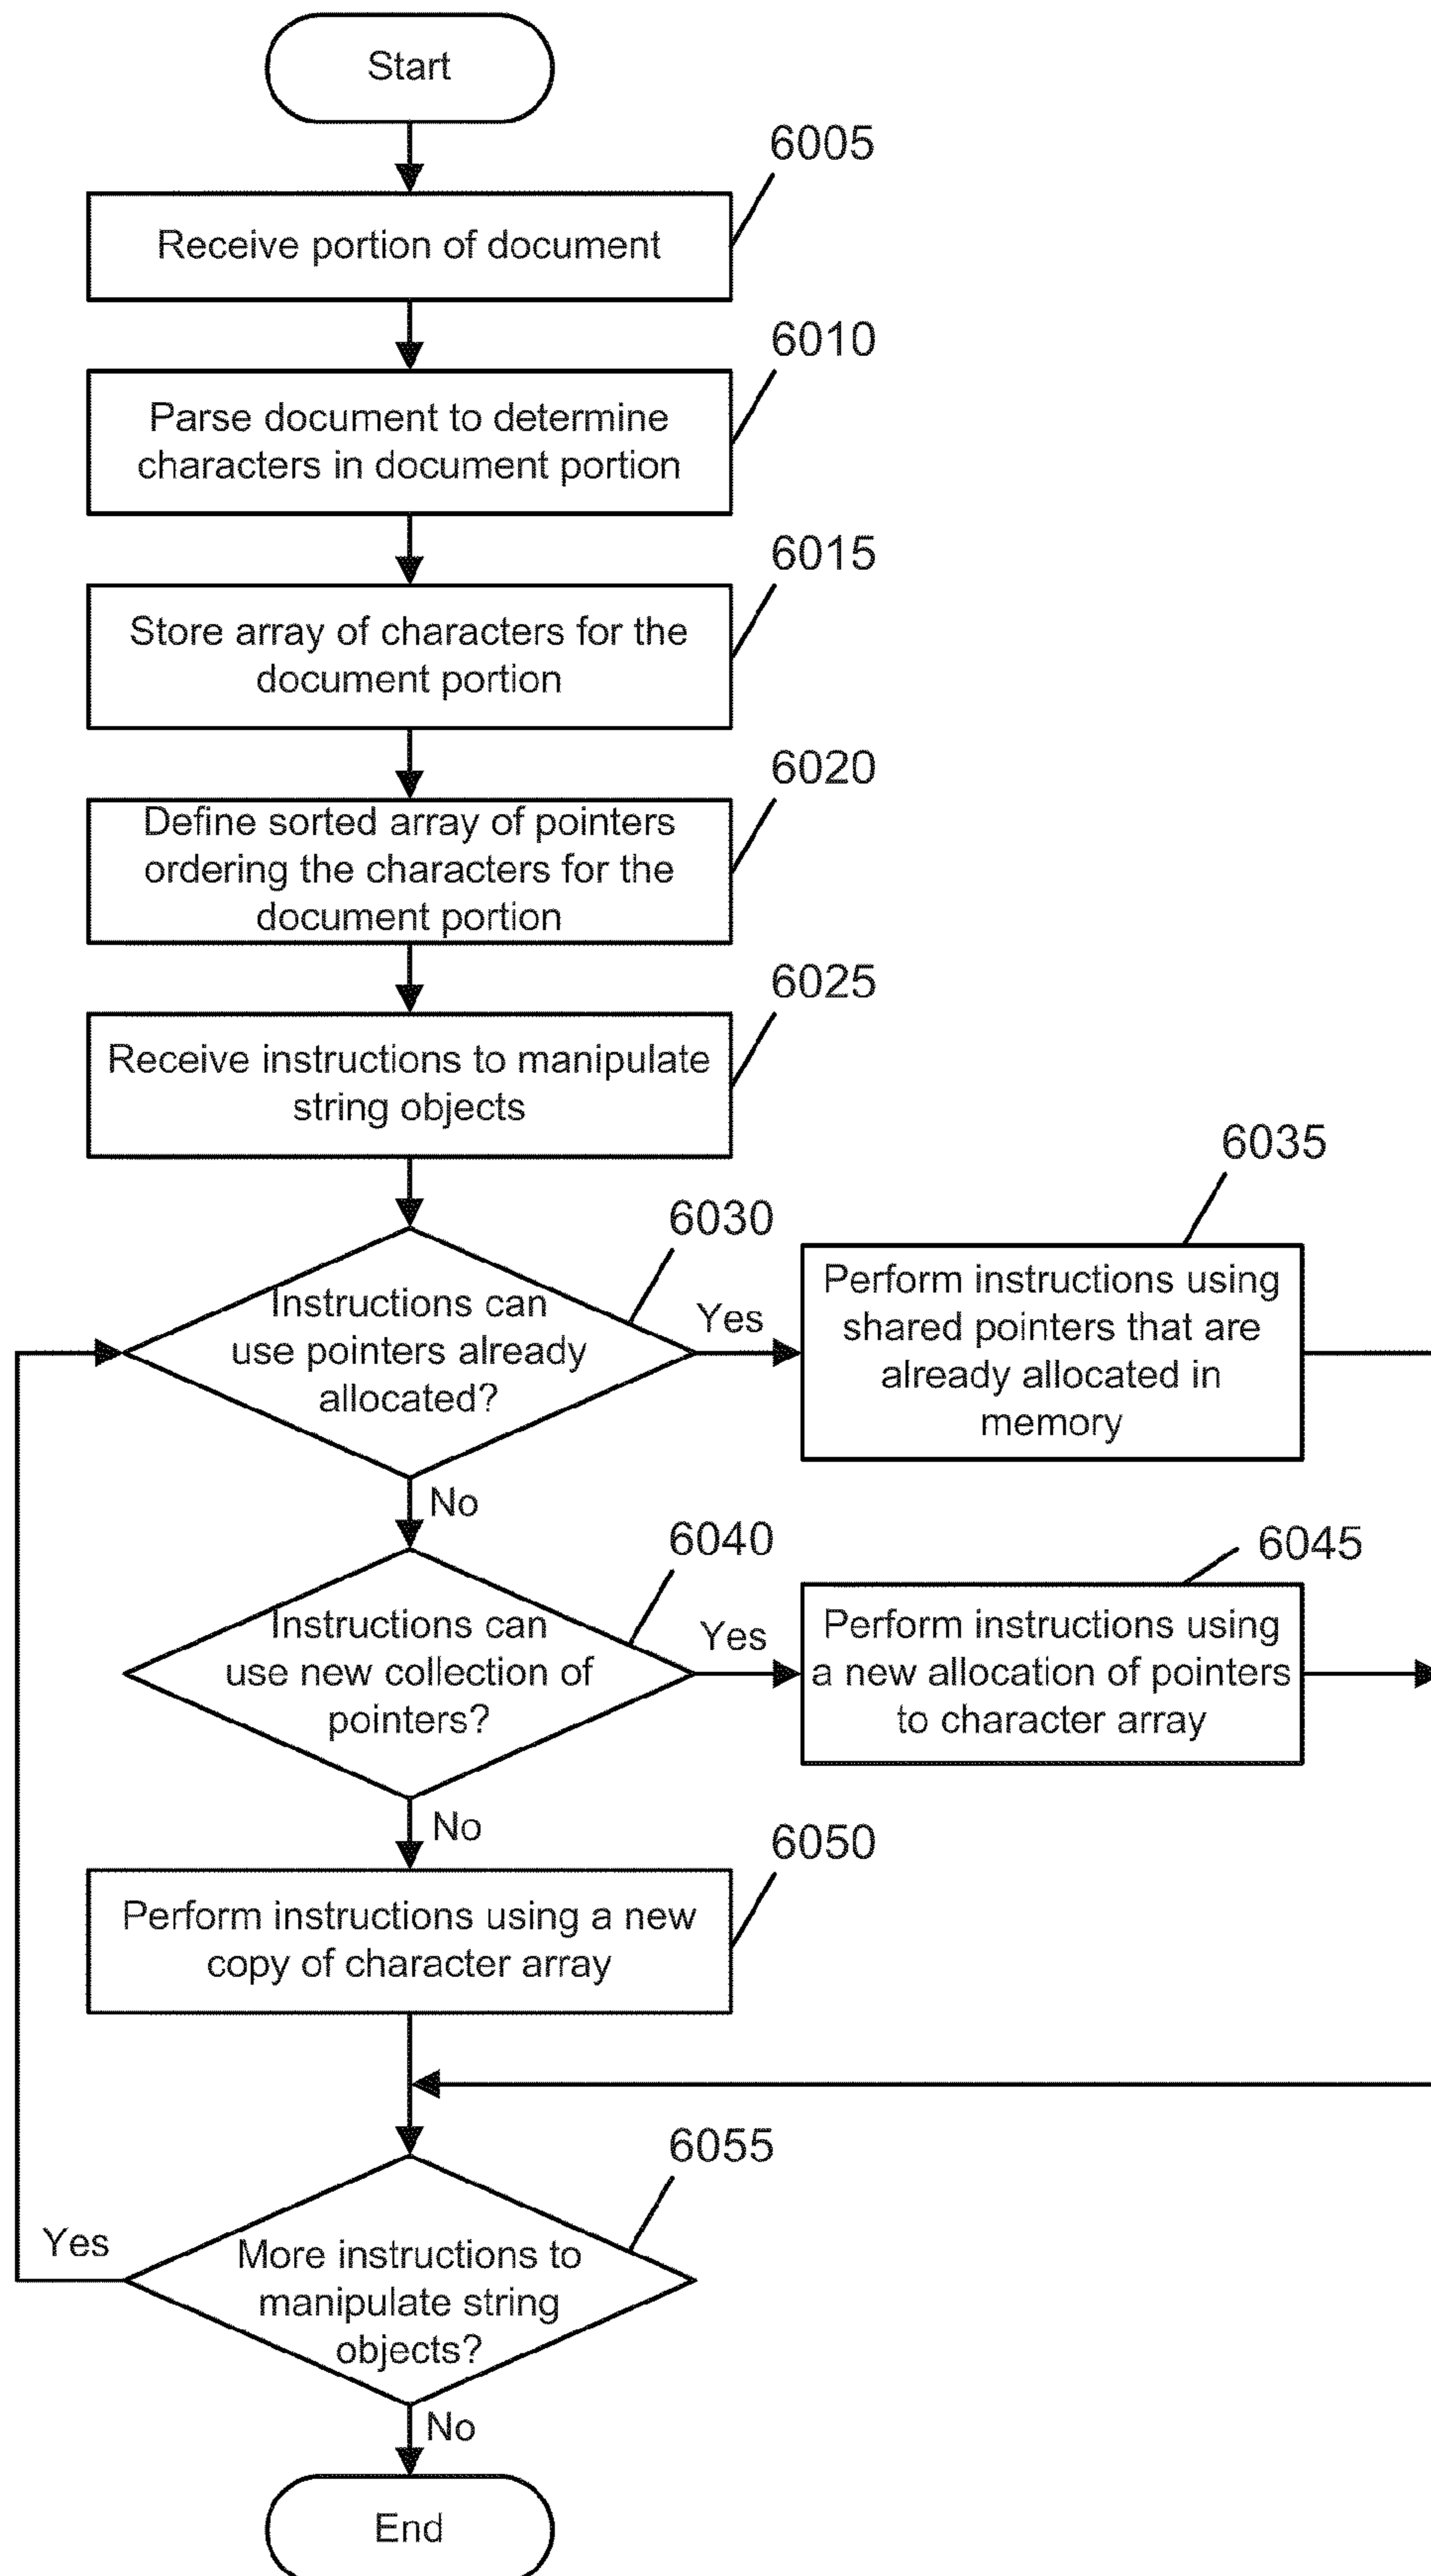 Start
6005
Receive portion of document
6010
Parse document to determine
characters in document portion
6015
Store array of characters for the
document portion
6020
Define sorted array of pointers
ordering the characters for the
document portion
6025
Receive instructions to manipulate
string objects
6030
Instructions can
use pointers already
allocated?
Yes
6035
Perform instructions using
shared pointers that are
already allocated in
memory
No
6040
Instructions can
use new collection of
pointers?
Yes
6045
Perform instructions using
a new allocation of pointers
to character array
No
6050
Perform instructions using a new
copy of character array
6055
More instructions to
manipulate string
objects?
Yes
No
End